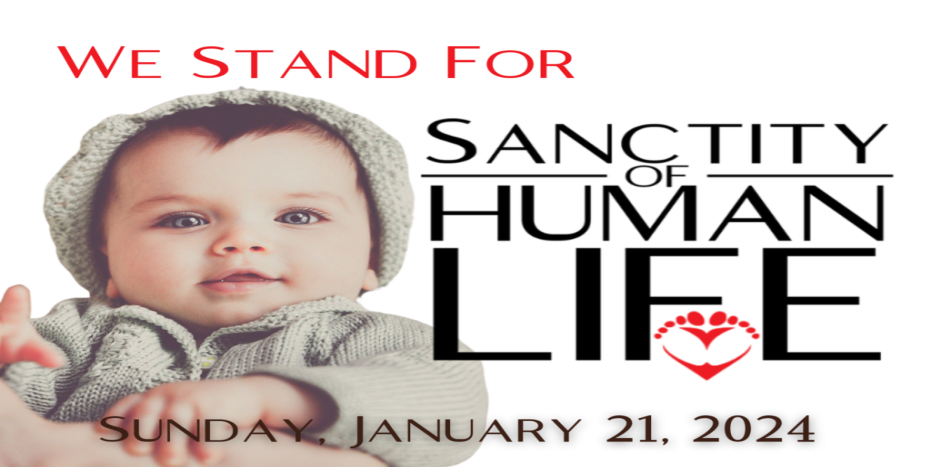 We Stand For
Sanctity
of
Human
Life
Sunday, January 21, 2024